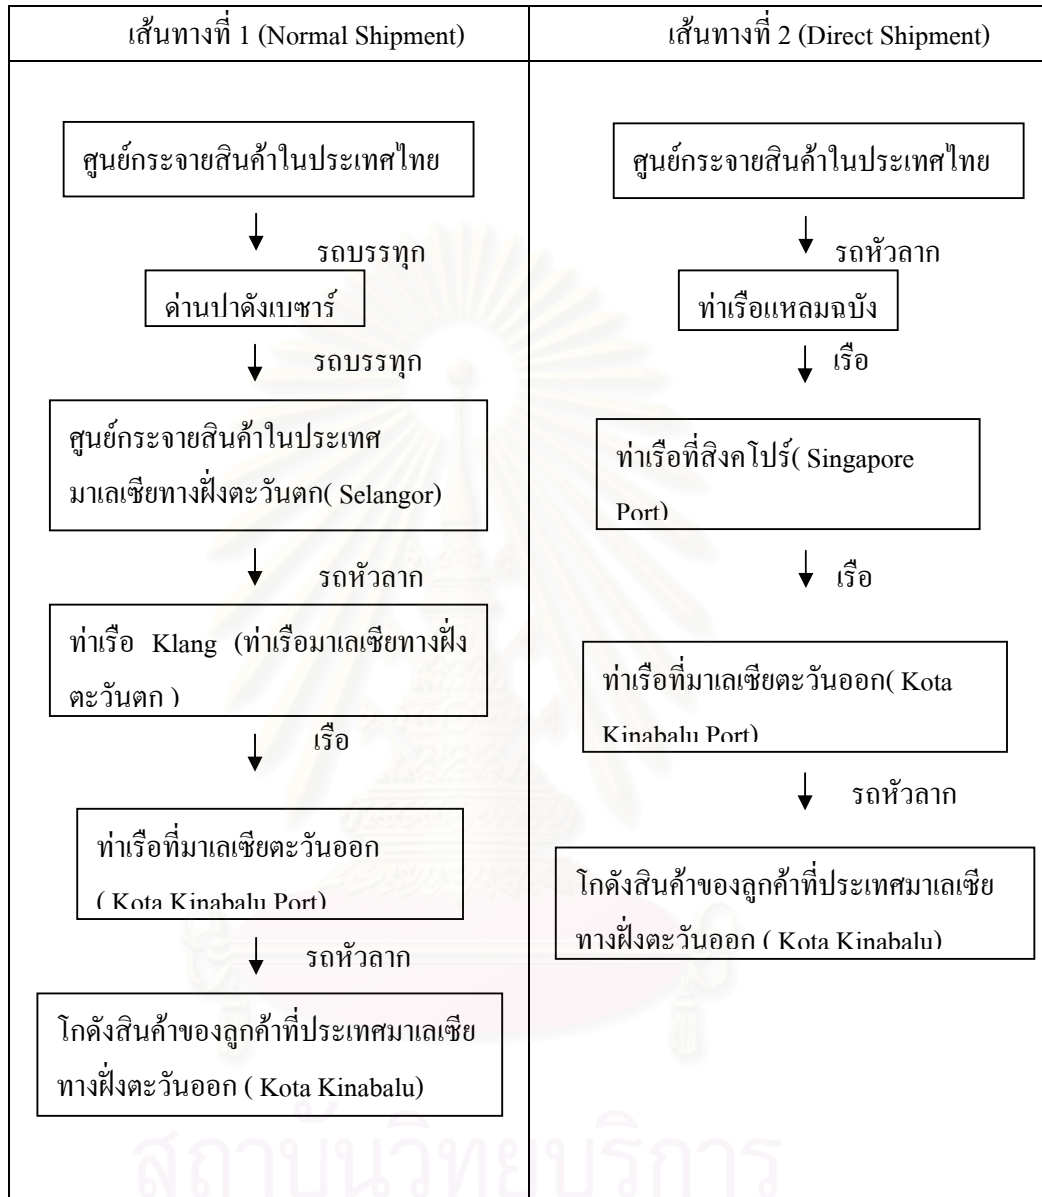 เส้นทางที่ 1 (Normal Shipment)
ศูนย์กระจายสินค้าในประเทศไทย
รถบรรทุก
ด่านปาดังเบซาร์
รถบรรทุก
ศูนย์กระจายสินค้าในประเทศ
มาเลเซียทางฝั่งตะวันตก( Selangor)
รถหัวลาก
ท่าเรือ Klang (ท่าเรือมาเลเซียทางฝั่ง
ตะวันตก )
เรือ
ท่าเรือที่มาเลเซียตะวันออก
( Kota Kinabalu Port)
รถหัวลาก
โกดังสินค้าของลูกค้าที่ประเทศมาเลเซีย
ทางฝั่งตะวันออก ( Kota Kinabalu)
เส้นทางที่ 2 (Direct Shipment)
ศูนย์กระจายสินค้าในประเทศไทย
รถหัวลาก
ท่าเรือแหลมฉบัง
เรือ
ท่าเรือที่สิงคโปร์( Singapore
Port)
เรือ
ท่าเรือที่มาเลเซียตะวันออก( Kota
Kinabalu Port)
รถหัวลาก
โกดังสินค้าของลูกค้าที่ประเทศมาเลเซีย
ทางฝั่งตะวันออก ( Kota Kinabalu)
สถาบันวิทยบริการ